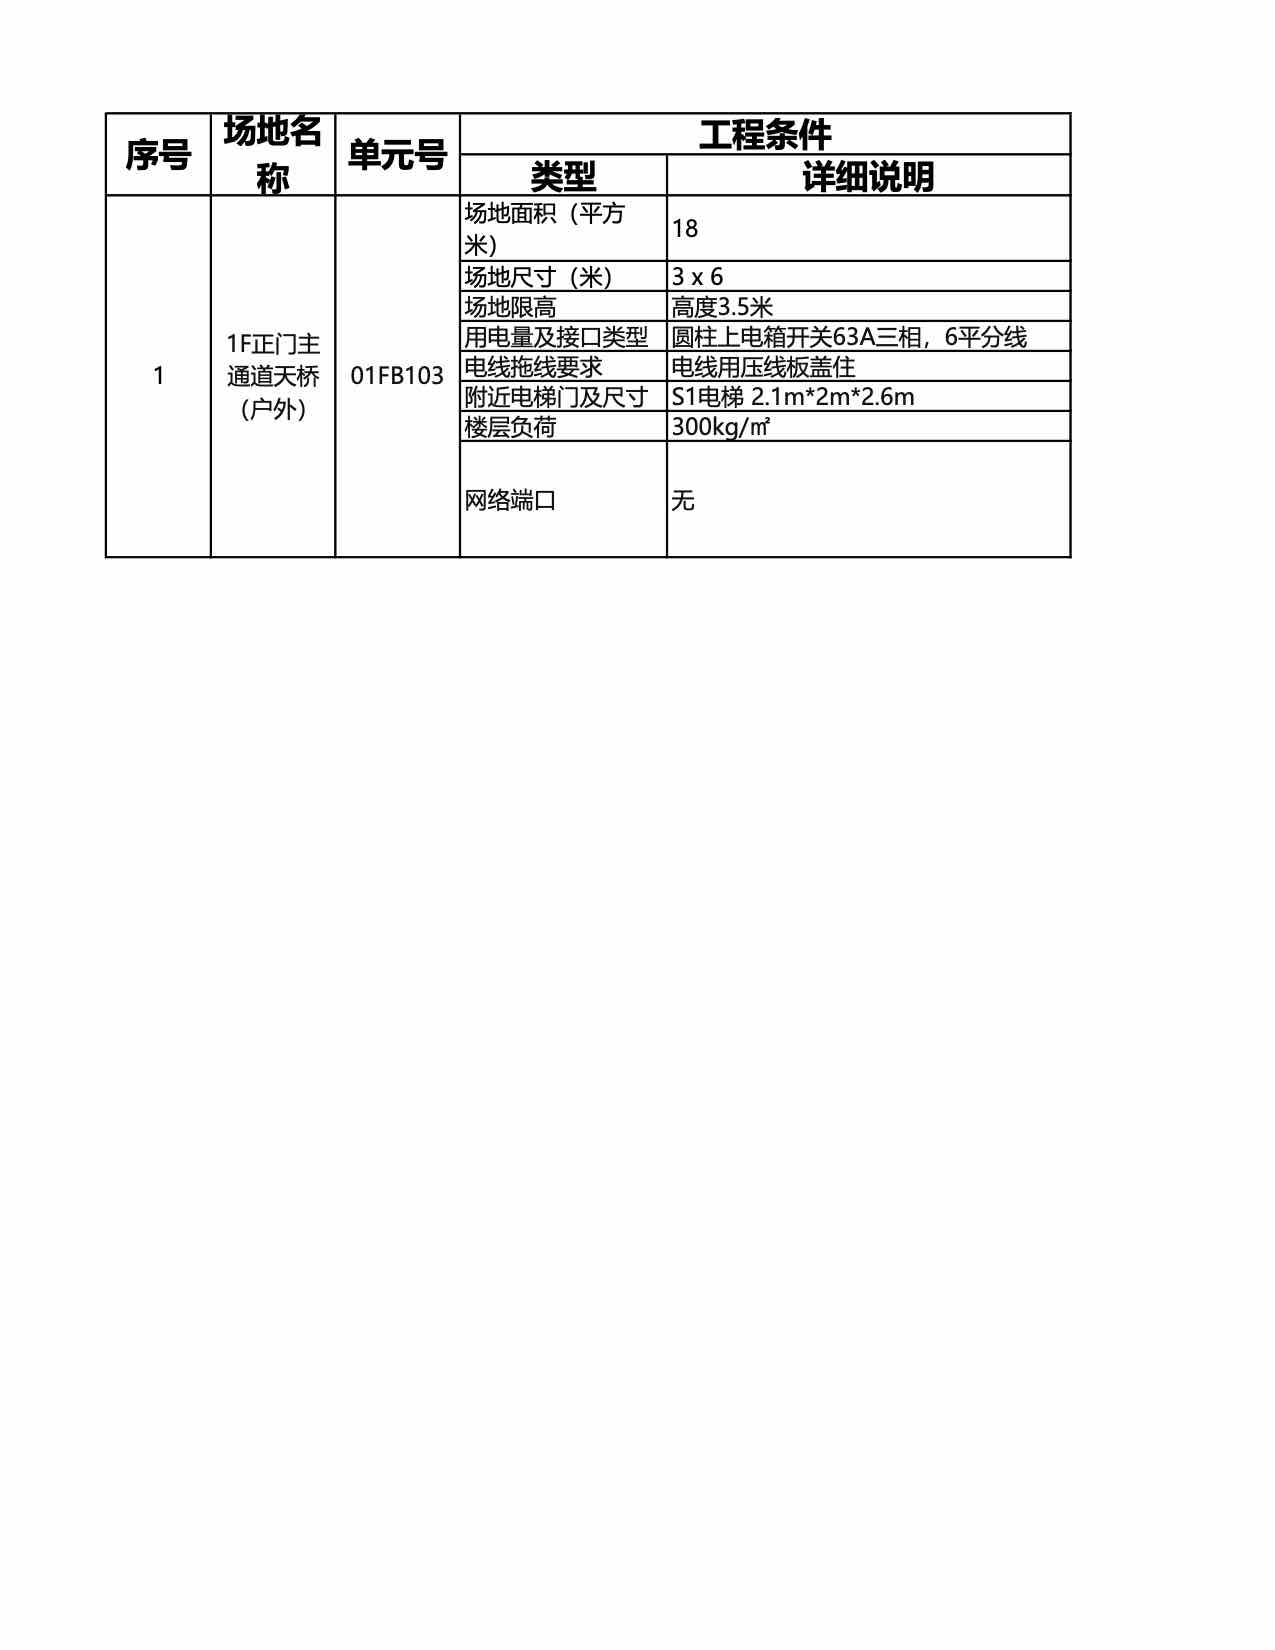 序号
场地名
称
单元号
工程条件
类型
详细说明
1
1F正门主
通道天桥
（户外）
01FB103
场地面积（平方
米）
18
场地尺寸（米）
3 x 6
场地限高
高度3.5米
用电量及接口类型
圆柱上电箱开关63A三相，6平分线
电线拖线要求
电线用压线板盖住
附近电梯门及尺寸
S1电梯 2.1m*2m*2.6m
楼层负荷
300kg/㎡
网络端口
无